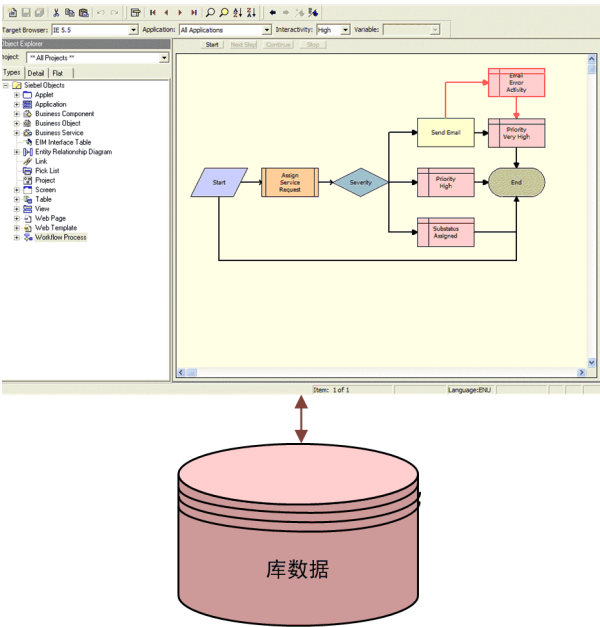 Target Browser: IE 5.5 Application: All Applications Interactivity: High Variable:
Object Explorer
Start Next Step Continue Stop
roject: ** All Projects **
Types Detail Flat
Siebel Objects
Applet
Application
Business Component
Business Object
Business Service
EIM Interface Table
Entity Relationship Diagram
Link
Pick List
Project
Screen
Table
View
Web Page
Web Template
Workflow Process
Email
Error
Activity
Send Email
Priority
Very High
Start
Assign
Service
Request
Severity
Priority
High
End
Substatus
Assigned
Item: 1 of 1
Language:ENU
库数据